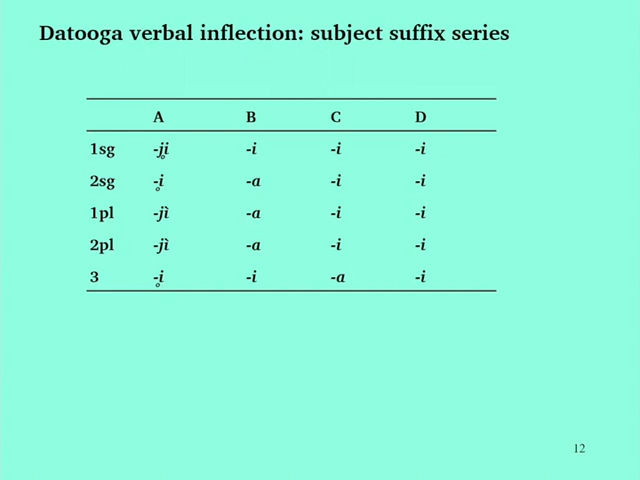 Datooga verbal inflection: subject suffix series
A B C D
1sg -ji̥ -i -i -i
2sg -i̥ -a -i -i
1pl -jì -a -i -i
2pl -jì -a -i -i
3 -i̥ -i -a -i
12